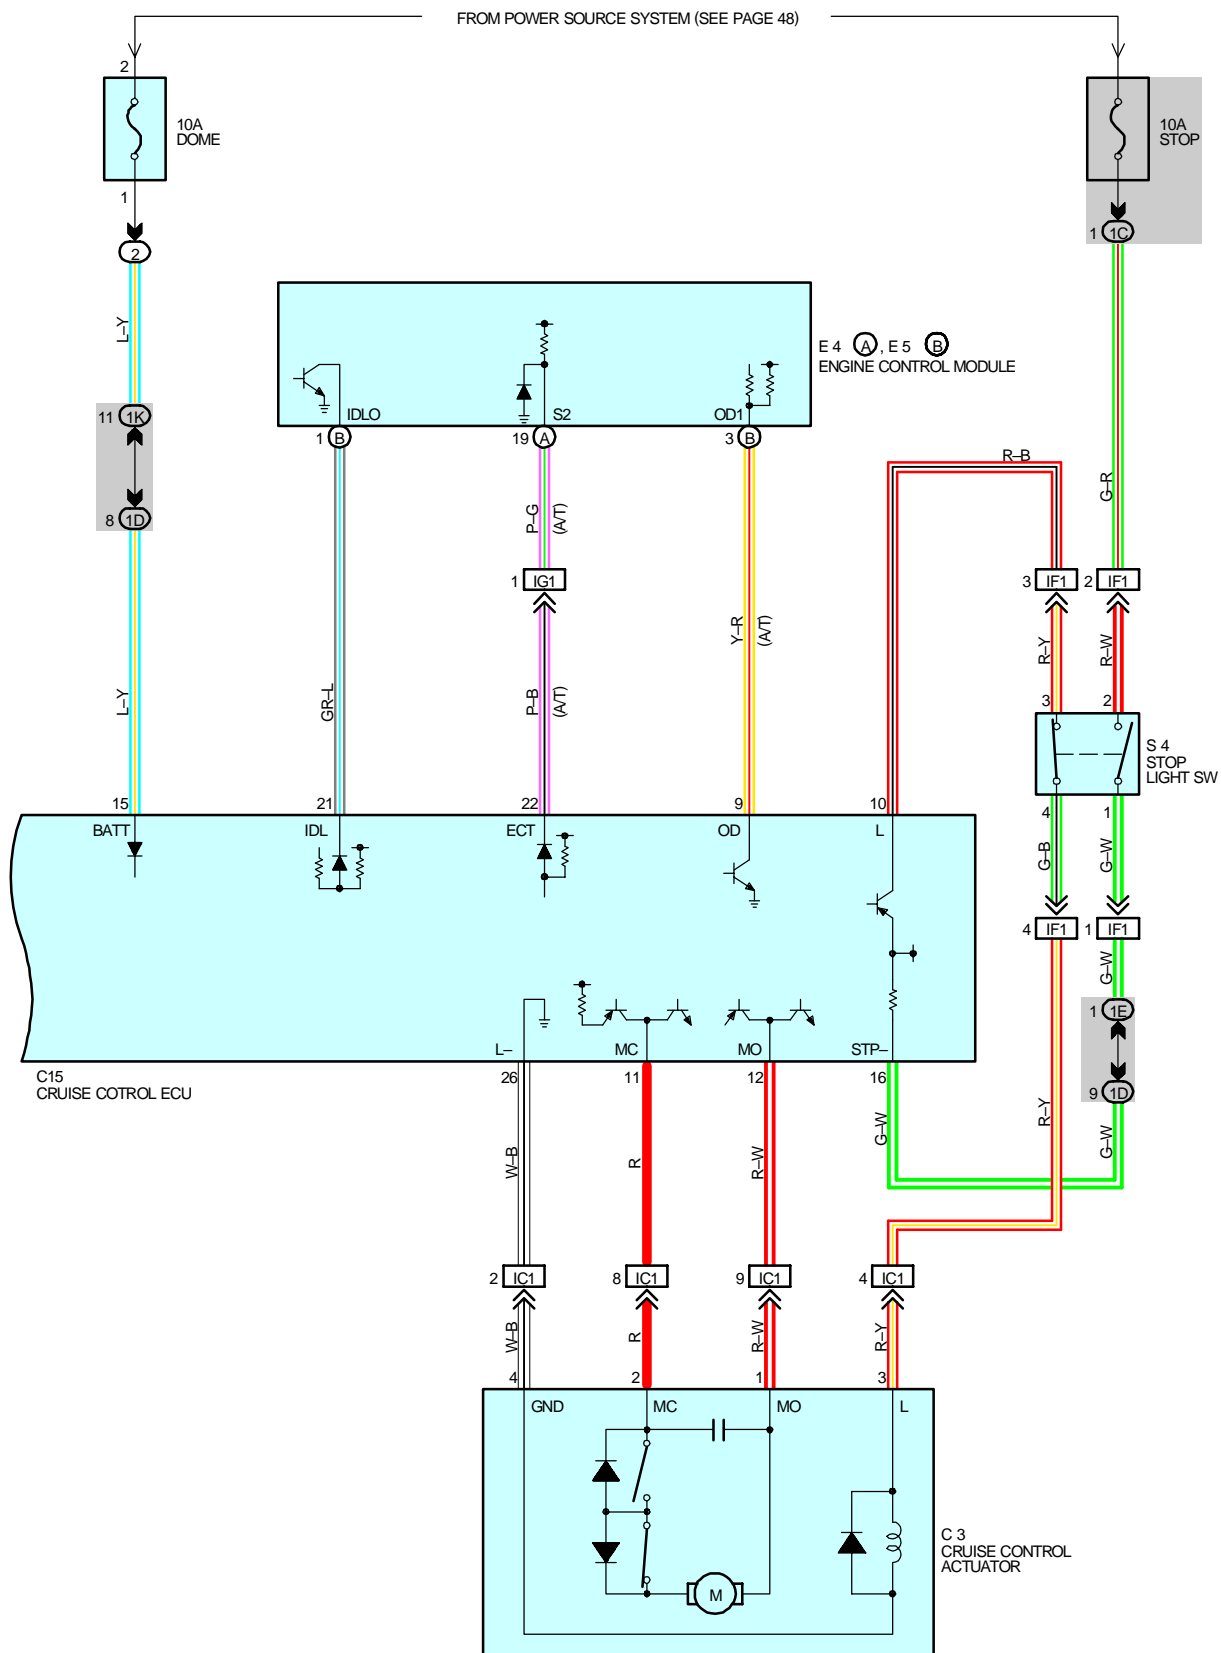 FROM POWER SOURCE SYSTEM (SEE PAGE 48)
2
10A
DOME
10A
STOP
1
2
1 1C
L–Y
G–R
E 4 A , E 5 B
ENGINE CONTROL MODULE
IDLO
S2
OD1
11 1K
1 B
19 A
3 B
R–B
8 1D
P–G
(A/T)
1 IG1
3 IF1
2 IF1
Y–R
(A/T)
R–Y
R–W
L–Y
GR–L
P–B
(A/T)
3
2
S 4
STOP
LIGHT SW
15
21
22
9
10
4
1
BATT
IDL
ECT
OD
L
G–B
G–W
4 IF1
1 IF1
G–W
1 1E
L–
MC
MO
STP–
26
11
12
16
9 1D
C15
CRUISE COTROL ECU
W–B
R
R–W
G–W
R–Y
G–W
2 IC1
8 IC1
9 IC1
4 IC1
W–B
R
R–W
R–Y
4
2
1
3
GND
MC
MO
L
C 3
CRUISE CONTROL
ACTUATOR
M